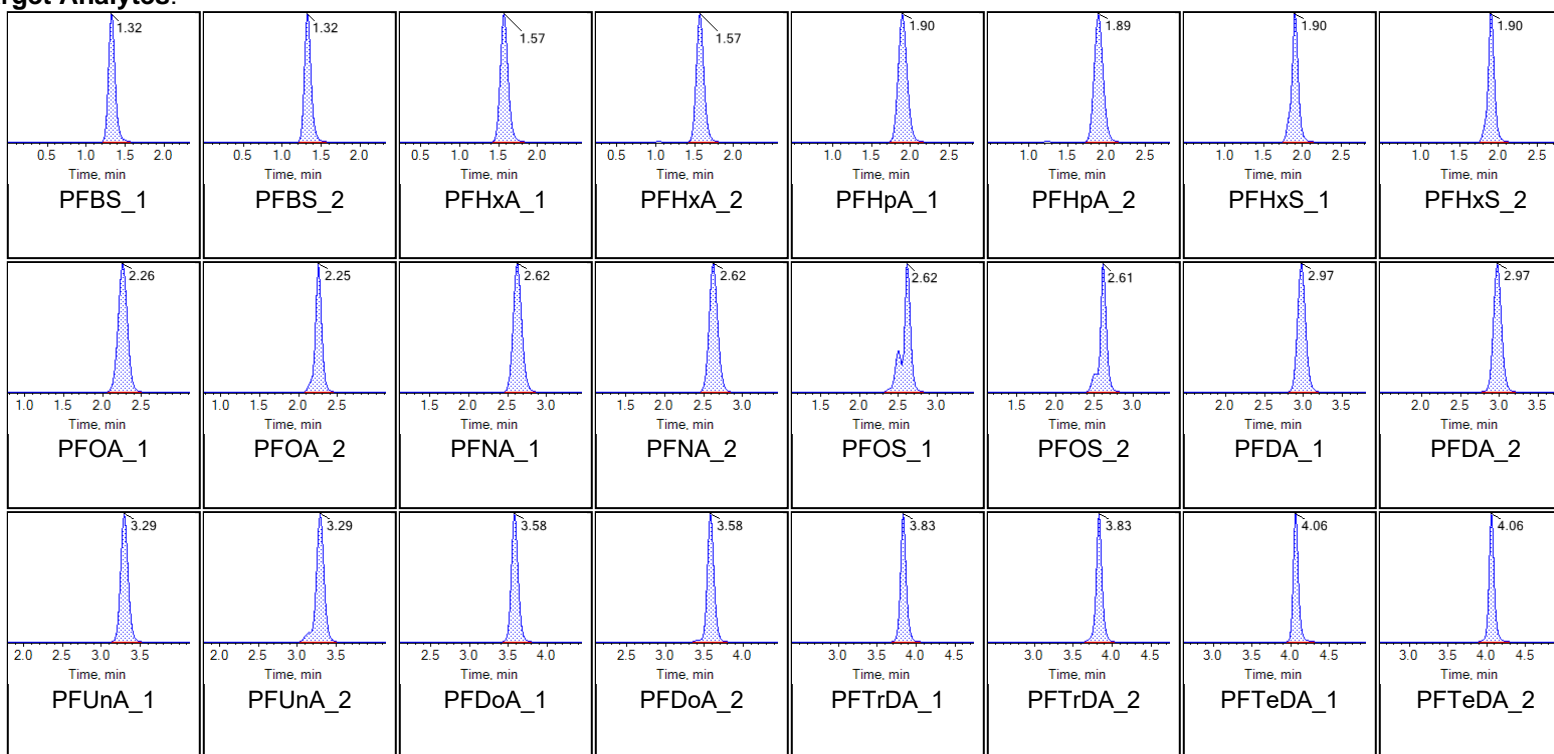 rget Analytes:
1.32 1.32 1.57 1.57 1.90 1.89 1.90 1.90
0.5 1.0 1.5 2.0 0.5 1.0 1.5 2.0 0.5 1.0 1.5 2.0 0.5 1.0 1.5 2.0 1.0 1.5 2.0 2.5 1.0 1.5 2.0 2.5 1.0 1.5 2.0 2.5 1.0 1.5 2.0 2.5
Time, min Time, min Time, min Time, min Time, min Time, min Time, min Time, min
PFBS_1 PFBS_2 PFHxA_1 PFHxA_2 PFHpA_1 PFHpA_2 PFHxS_1 PFHxS_2
2.26 2.25 2.62 2.62 2.62 2.61 2.97 2.97
1.0 1.5 2.0 2.5 1.0 1.5 2.0 2.5 1.5 2.0 2.5 3.0 1.5 2.0 2.5 3.0 1.5 2.0 2.5 3.0 1.5 2.0 2.5 3.0 2.0 2.5 3.0 3.5 2.0 2.5 3.0 3.5
Time, min Time, min Time, min Time, min Time, min Time, min Time, min Time, min
PFOA_1 PFOA_2 PFNA_1 PFNA_2 PFOS_1 PFOS_2 PFDA_1 PFDA_2
3.29 3.29 3.58 3.58 3.83 3.83 4.06 4.06
2.0 2.5 3.0 3.5 2.0 2.5 3.0 3.5 2.5 3.0 3.5 4.0 2.5 3.0 3.5 4.0 3.0 3.5 4.0 4.5 3.0 3.5 4.0 4.5 3.0 3.5 4.0 4.5 3.0 3.5 4.0 4.5
Time, min Time, min Time, min Time, min Time, min Time, min Time, min Time, min
PFUnA_1 PFUnA_2 PFDoA_1 PFDoA_2 PFTrDA_1 PFTrDA_2 PFTeDA_1 PFTeDA_2